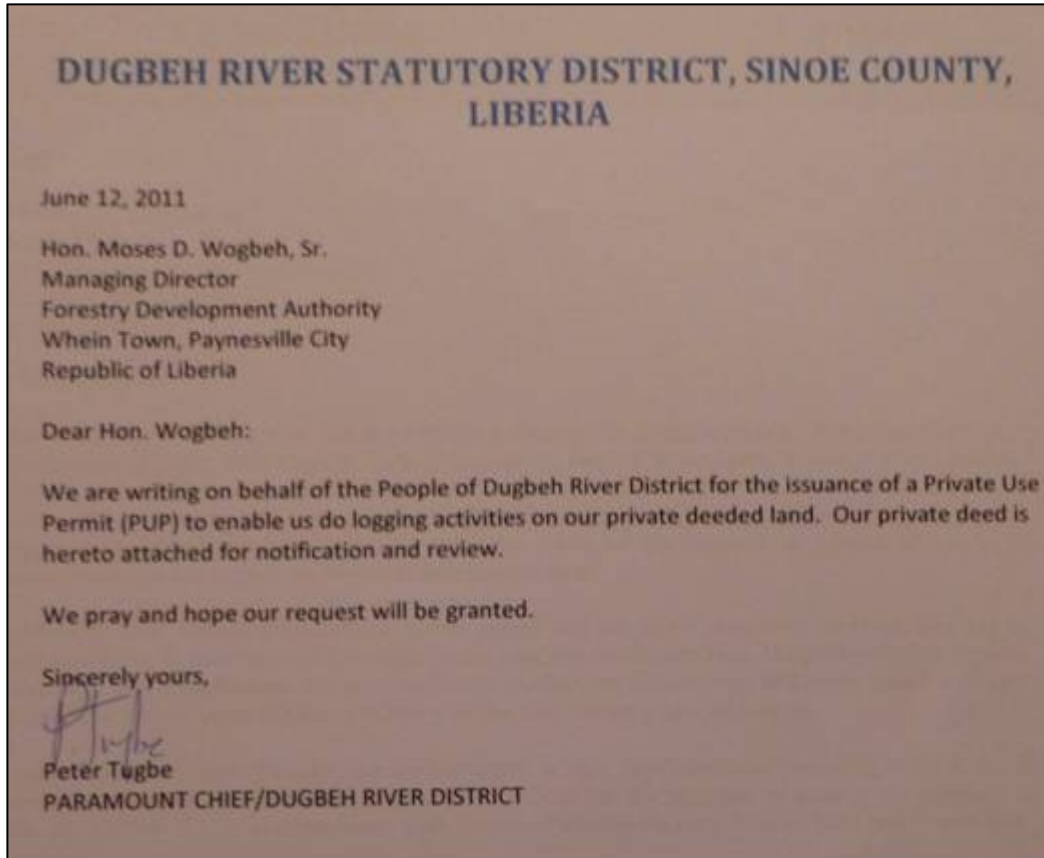 DUGBEH RIVER STATUTORY DISTRICT, SINOE COUNTY,
LIBERIA
June 12, 2011
Hon. Moses D. Wogbeh, Sr.
Managing Director
Forestry Development Authority
Whein Town, Paynesville City
Republic of Liberia
Dear Hon. Wogbeh:
We are writing on behalf of the People of Dugbeh River District for the issuance of a Private Use
Permit (PUP) to enable us do logging activities on our private deeded land. Our private deed is
hereto attached for notification and review.
We pray and hope our request will be granted.
Sincerely yours,
Peter Tugbe
PARAMOUNT CHIEF/DUGBEH RIVER DISTRICT